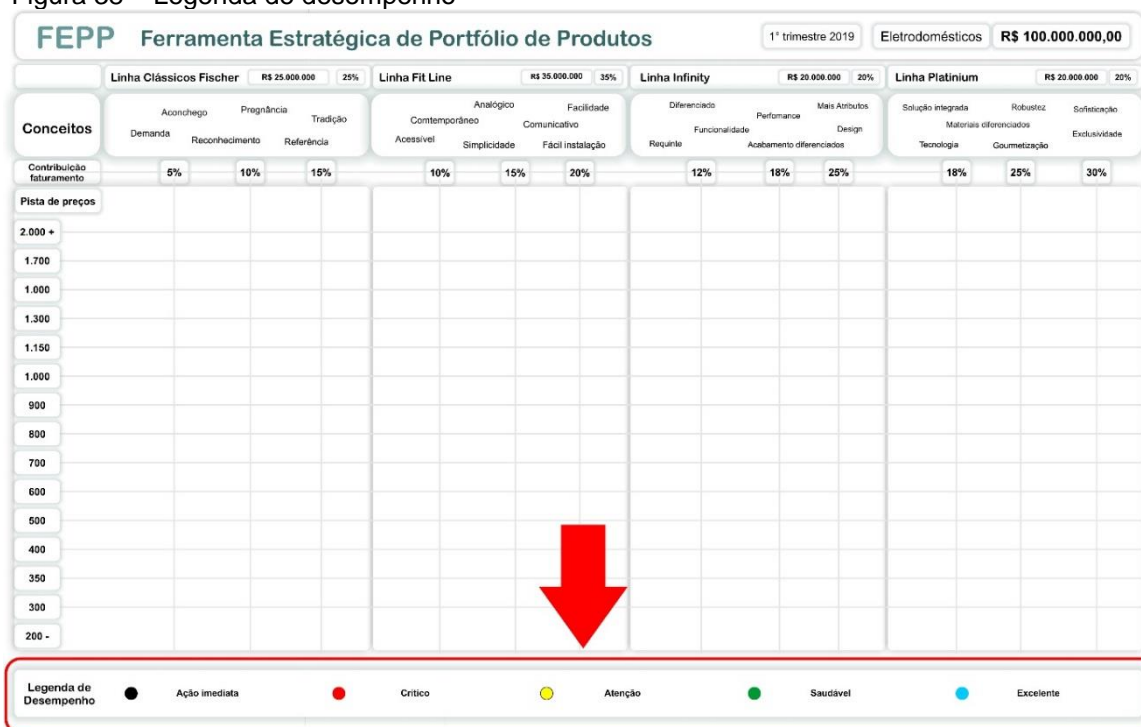 Figura 38 – Legenda de desempenho
FEPP Ferramenta Estratégica de Portfólio de Produtos 1° trimestre 2019 Eletrodomésticos R$ 100.000.000,00
Linha Clássicos Fischer R$ 25.000.000 25% Linha Fit Line R$ 35.000.000 35% Linha Infinity R$ 20.000.000 20% Linha Platinium R$ 20.000.000 20%
Conceitos
Aconchego Pregnância Tradição
Demanda Reconhecimento Referência
Analógico Facilidade
Comtemporâneo Comunicativo
Acessível Simplicidade Fácil instalação
Diferenciado Perfomance Mais Atributos
Funcionalidade Design
Requinte Acabamento diferenciados
Solução integrada Robustez Sofisticação
Materiais diferonciados Exclusividade
Tecnologia Gourmetização
Contribuição
faturamento
5% 10% 15% 10% 15% 20% 12% 18% 25% 18% 25% 30%
Pista de preços
2.000 +
1.700
1.000
1.300
1.150
1.000
900
800
700
600
500
400
350
300
200 -
Legenda de
Desempenho
Ação imediata Crítico Atenção Saudável Excelente